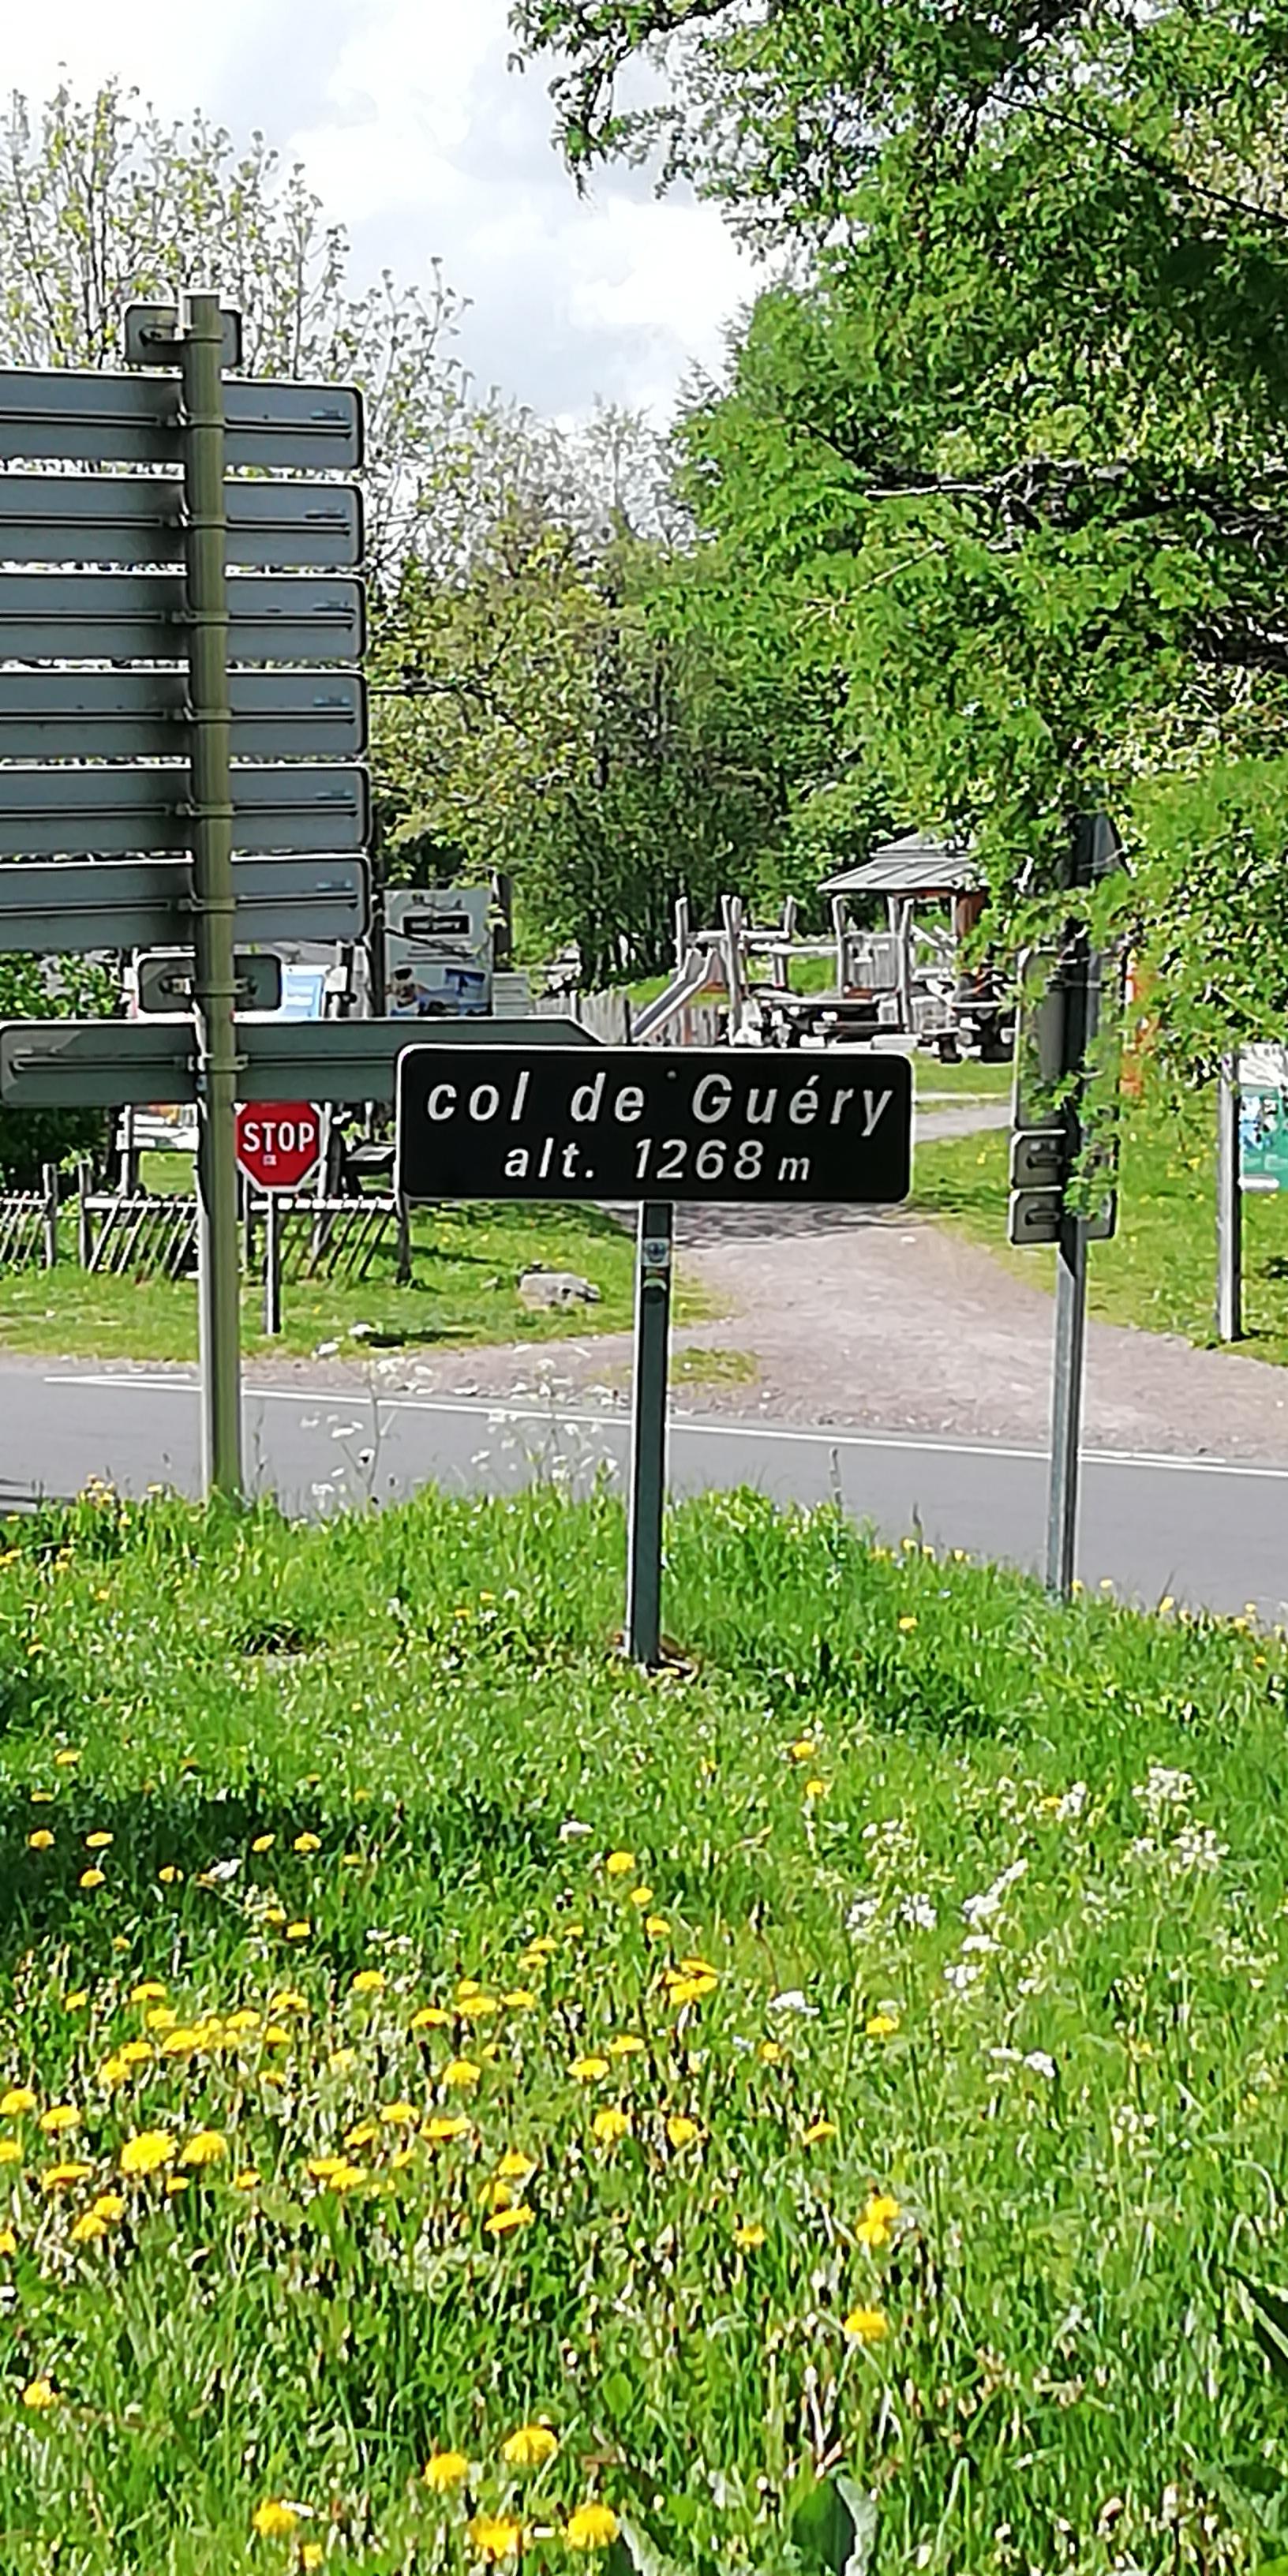 col de Guéry
alt. 1268 m
STOP